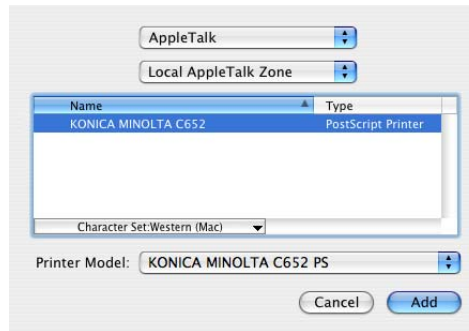 AppleTalk
Local AppleTalk Zone
Name Type
KONICA MINOLTA C652 PostScript Printer
Character Set:Western (Mac)
Printer Model: KONICA MINOLTA C652 PS
Cancel Add